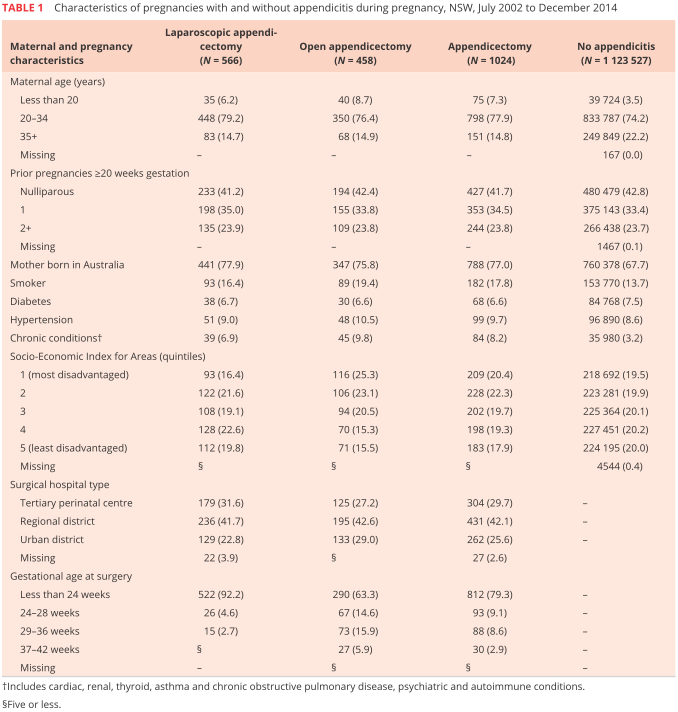 TABLE 1 Characteristics of pregnancies with and without appendicitis during pregnancy, NSW, July 2002 to December 2014
Maternal and pregnancy characteristics Laparoscopic appendi-cectomy (N = 566) Open appendicectomy (N = 458) Appendicectomy (N = 1024) No appendicitis (N = 1 123 527)
Maternal age (years)
Less than 20 35 (6.2) 40 (8.7) 75 (7.3) 39 724 (3.5)
20–34 448 (79.2) 350 (76.4) 798 (77.9) 833 787 (74.2)
35+ 83 (14.7) 68 (14.9) 151 (14.8) 249 849 (22.2)
Missing – – – 167 (0.0)
Prior pregnancies ≥20 weeks gestation
Nulliparous 233 (41.2) 194 (42.4) 427 (41.7) 480 479 (42.8)
1 198 (35.0) 155 (33.8) 353 (34.5) 375 143 (33.4)
2+ 135 (23.9) 109 (23.8) 244 (23.8) 266 438 (23.7)
Missing – – – 1467 (0.1)
Mother born in Australia 441 (77.9) 347 (75.8) 788 (77.0) 760 378 (67.7)
Smoker 93 (16.4) 89 (19.4) 182 (17.8) 153 770 (13.7)
Diabetes 38 (6.7) 30 (6.6) 68 (6.6) 84 768 (7.5)
Hypertension 51 (9.0) 48 (10.5) 99 (9.7) 96 890 (8.6)
Chronic conditions† 39 (6.9) 45 (9.8) 84 (8.2) 35 980 (3.2)
Socio-Economic Index for Areas (quintiles)
1 (most disadvantaged) 93 (16.4) 116 (25.3) 209 (20.4) 218 692 (19.5)
2 122 (21.6) 106 (23.1) 228 (22.3) 223 281 (19.9)
3 108 (19.1) 94 (20.5) 202 (19.7) 225 364 (20.1)
4 128 (22.6) 70 (15.3) 198 (19.3) 227 451 (20.2)
5 (least disadvantaged) 112 (19.8) 71 (15.5) 183 (17.9) 224 195 (20.0)
Missing § § § 4544 (0.4)
Surgical hospital type
Tertiary perinatal centre 179 (31.6) 125 (27.2) 304 (29.7) –
Regional district 236 (41.7) 195 (42.6) 431 (42.1) –
Urban district 129 (22.8) 133 (29.0) 262 (25.6) –
Missing 22 (3.9) § 27 (2.6)
Gestational age at surgery
Less than 24 weeks 522 (92.2) 290 (63.3) 812 (79.3) –
24–28 weeks 26 (4.6) 67 (14.6) 93 (9.1) –
29–36 weeks 15 (2.7) 73 (15.9) 88 (8.6) –
37–42 weeks § 27 (5.9) 30 (2.9) –
Missing – § § –
†Includes cardiac, renal, thyroid, asthma and chronic obstructive pulmonary disease, psychiatric and autoimmune conditions.
§Five or less.